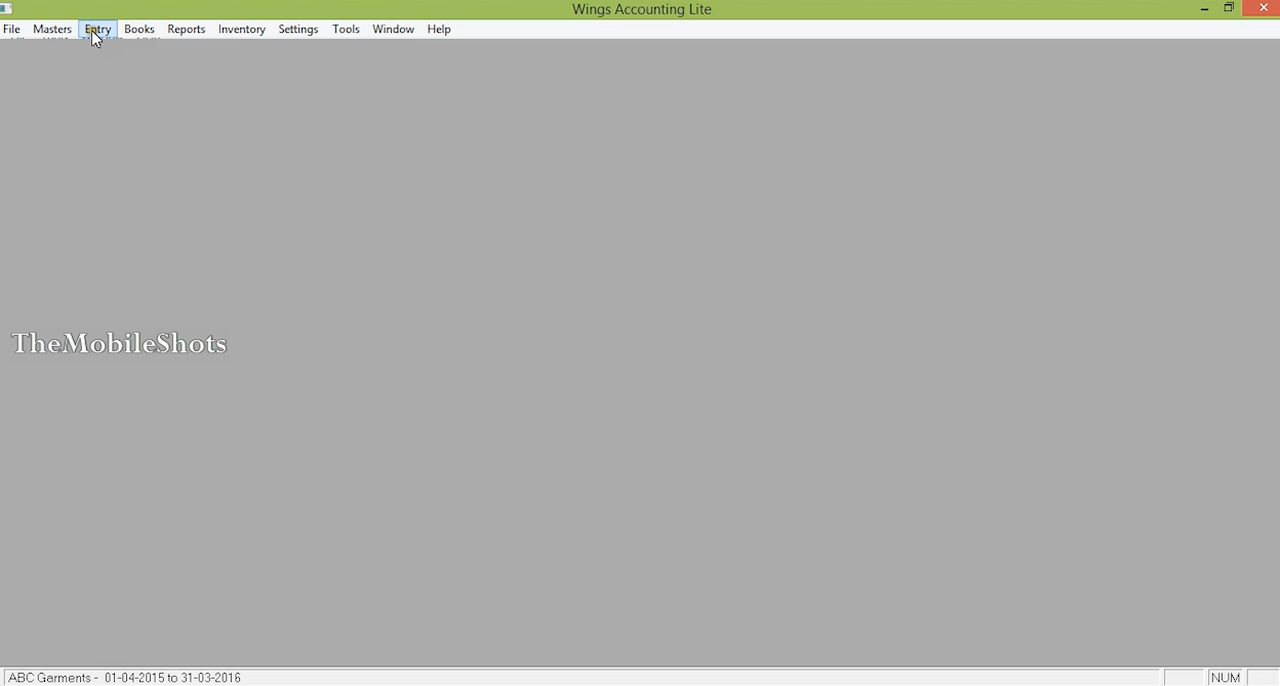 Wings Accounting Lite
File Masters Entry Books Reports Inventory Settings Tools Window Help
TheMobileShots
ABC Garments - 01-04-2015 to 31-03-2016 NUM